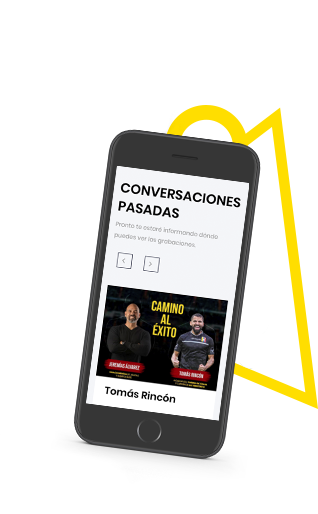 CONVERSACIONES
PASADAS
Pronto te estaré informando dónde
puedes ver las grabaciones.
CAMINO
AL
ÉXITO
JEREMÍAS ÁLVAREZ
TOMÁS RINCÓN
Tomás Rincón